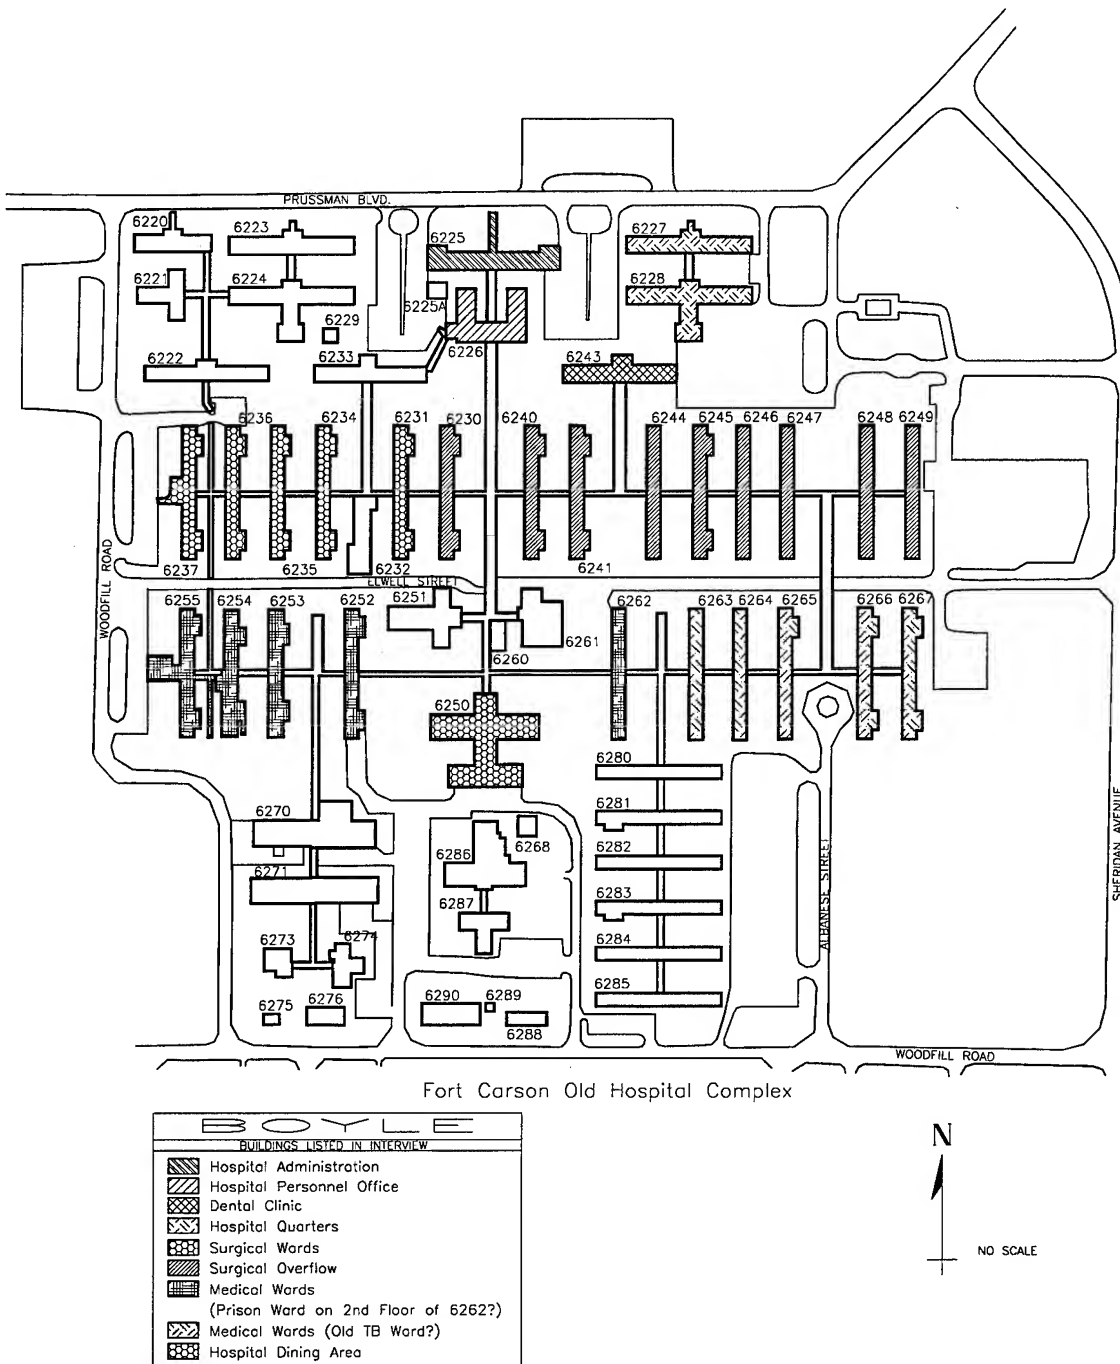 PRUSSMAN BLVD.
6220
6223
6225
6227
6221
6224
6228
6225A
6229
6226
6222
6233
6243
6236
6234
6231
6230
6240
6244
6245
6246
6247
6248
6249
WOODFILL ROAD
6237
6235
6232
6241
ELWELL STREET
6255
6254
6253
6252
6251
6262
6263
6264
6265
6266
6267
6261
6260
6250
6280
6270
6281
6268
6286
6282
6271
6283
6287
ALBANESE STREET
SHERIDAN AVENUE
6273
6274
6284
6275
6276
6290
6289
6288
6285
WOODFILL ROAD
Fort Carson Old Hospital Complex
BOYLE
BUILDINGS LISTED IN INTERVIEW
Hospital Administration
Hospital Personnel Office
Dental Clinic
Hospital Quarters
Surgical Wards
Surgical Overflow
Medical Wards
(Prison Ward on 2nd Floor of 6262?)
Medical Wards (Old TB Ward?)
Hospital Dining Area
N
NO SCALE